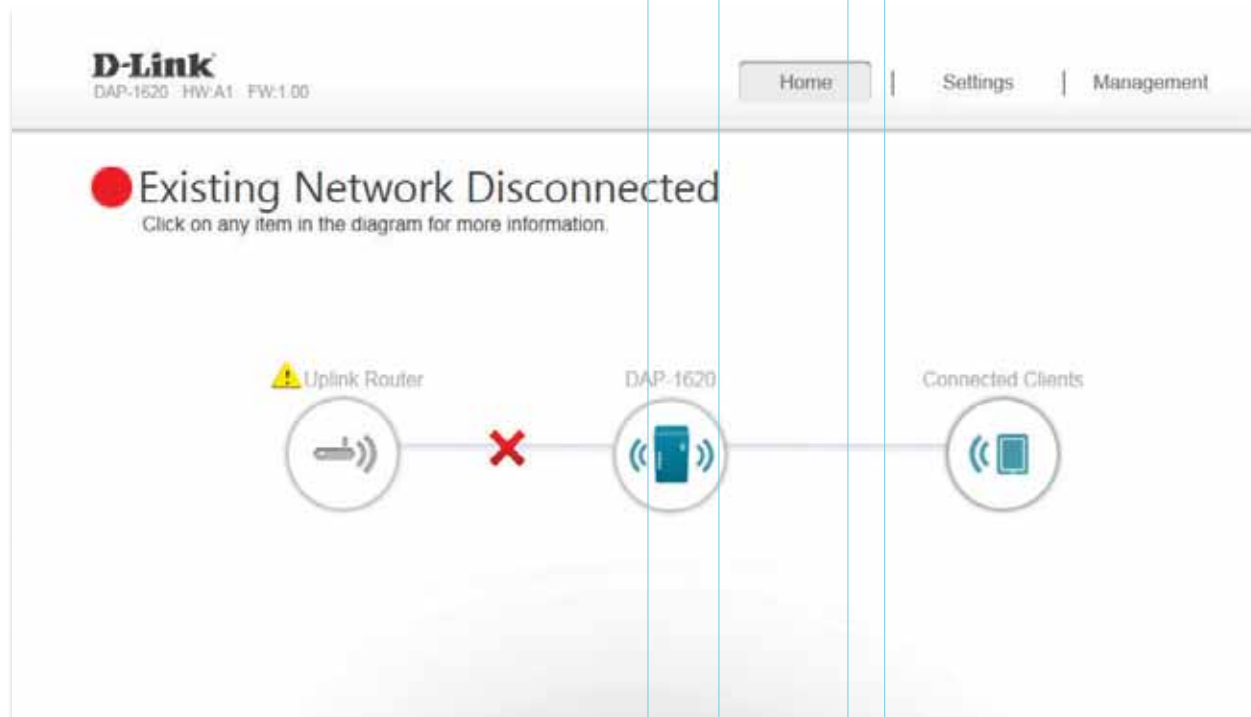 D-Link
DAP-1620 HW:A1 FW:1.00
Home | Settings | Management
Existing Network Disconnected
Click on any item in the diagram for more information.
Uplink Router
DAP-1620
Connected Clients